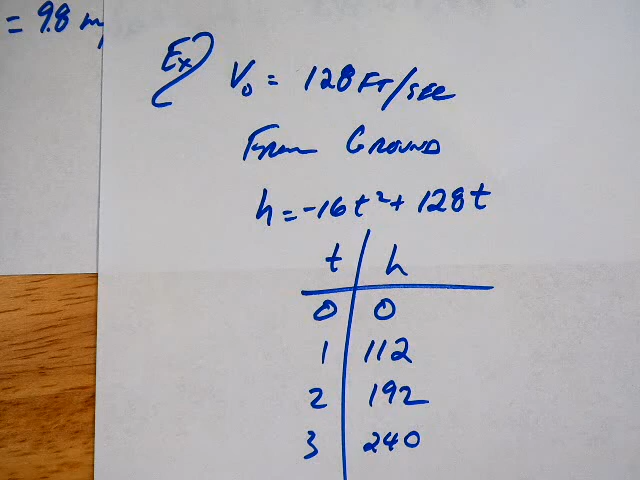 = 9.8 m
Ex)
V₀ = 128 FT/SEC
From GROUND
h = -16t² + 128t
t h
0 0
1 112
2 192
3 240